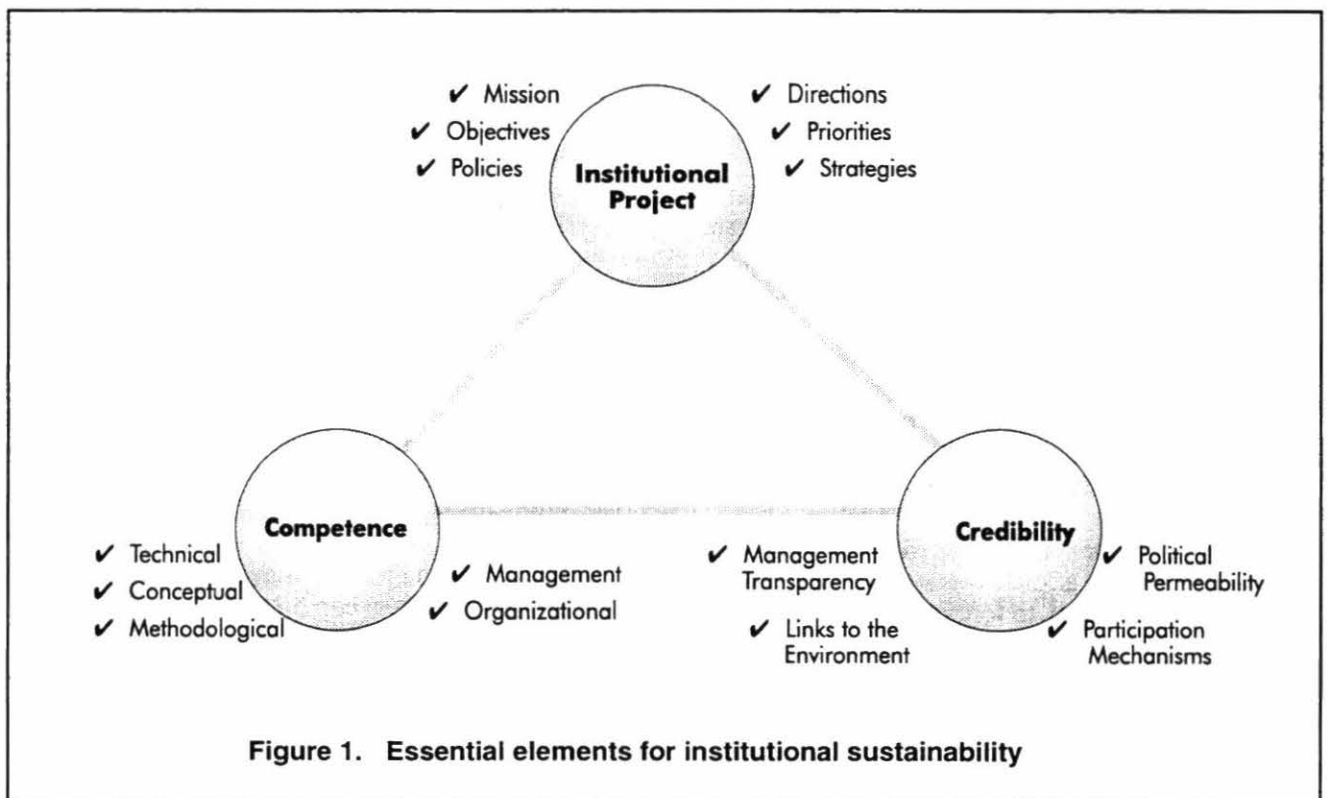 ✔ Mission
✔ Objectives
✔ Policies
✔ Directions
✔ Priorities
✔ Strategies
Institutional
Project
Competence
✔ Technical
✔ Conceptual
✔ Methodological
✔ Management
✔ Organizational
Credibility
✔ Management
Transparency
✔ Links to the
Environment
✔ Political
Permeability
✔ Participation
Mechanisms
Figure 1. Essential elements for institutional sustainability